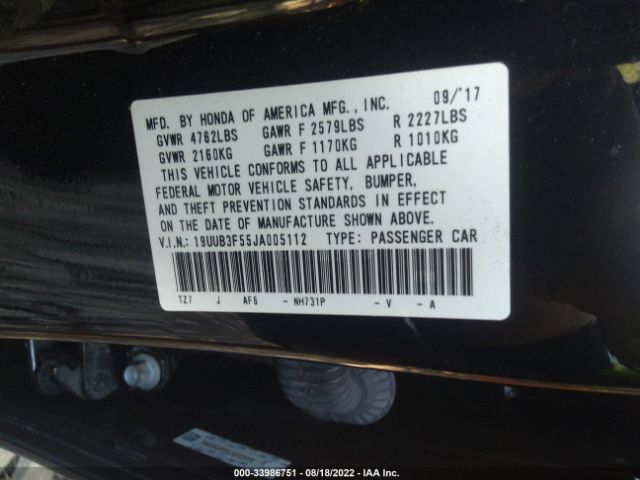 MFD. BY HONDA OF AMERICA MFG., INC. 09/'17
GVWR 4762LBS GAWR F 2579LBS R 2227LBS
GVWR 2160KG GAWR F 1170KG R 1010KG
THIS VEHICLE CONFORMS TO ALL APPLICABLE
FEDERAL MOTOR VEHICLE SAFETY, BUMPER,
AND THEFT PREVENTION STANDARDS IN EFFECT
ON THE DATE OF MANUFACTURE SHOWN ABOVE.
V.I.N.: 19UUB3F55JA005112 TYPE: PASSENGER CAR
TZ7 J AF6 - NH731P - V - A
000-33986751 - 08/18/2022 - IAA Inc.